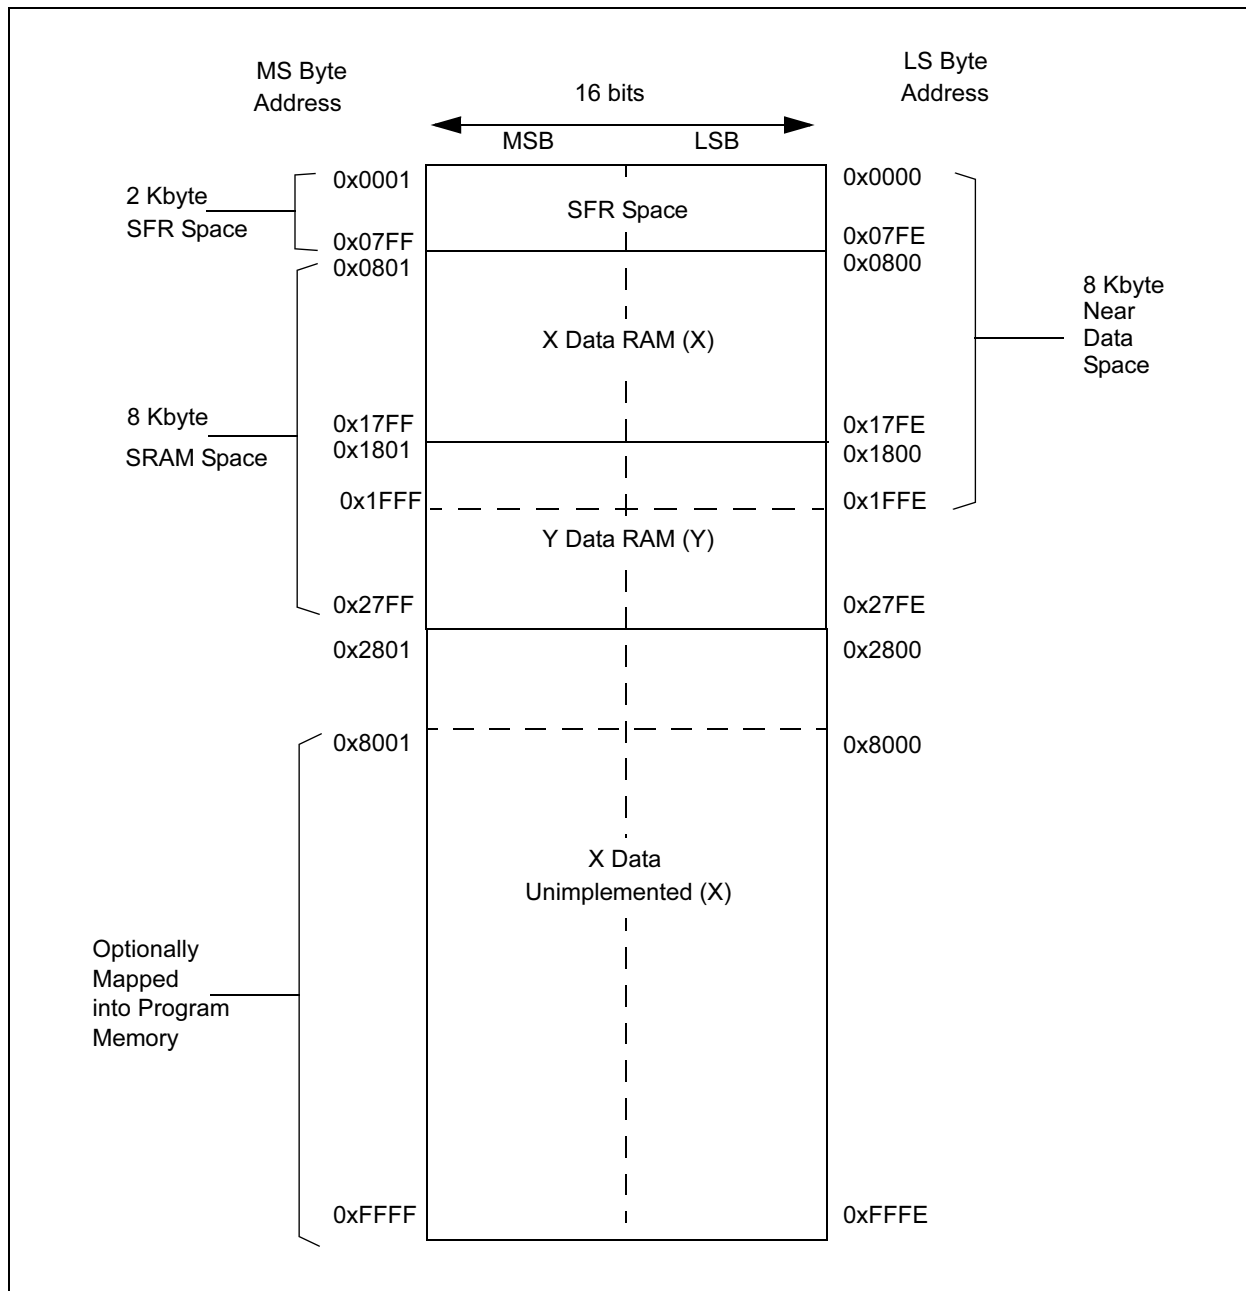 MS Byte
Address
16 bits
LS Byte
Address
MSB
LSB
2 Kbyte
SFR Space
0x0001
SFR Space
0x0000
0x07FF
0x07FE
0x0801
0x0800
8 Kbyte
Near
Data
Space
X Data RAM (X)
8 Kbyte
SRAM Space
0x17FF
0x17FE
0x1801
0x1800
0x1FFF
0x1FFE
Y Data RAM (Y)
0x27FF
0x27FE
0x2801
0x2800
0x8001
0x8000
X Data
Unimplemented (X)
Optionally
Mapped
into Program
Memory
0xFFFF
0xFFFE